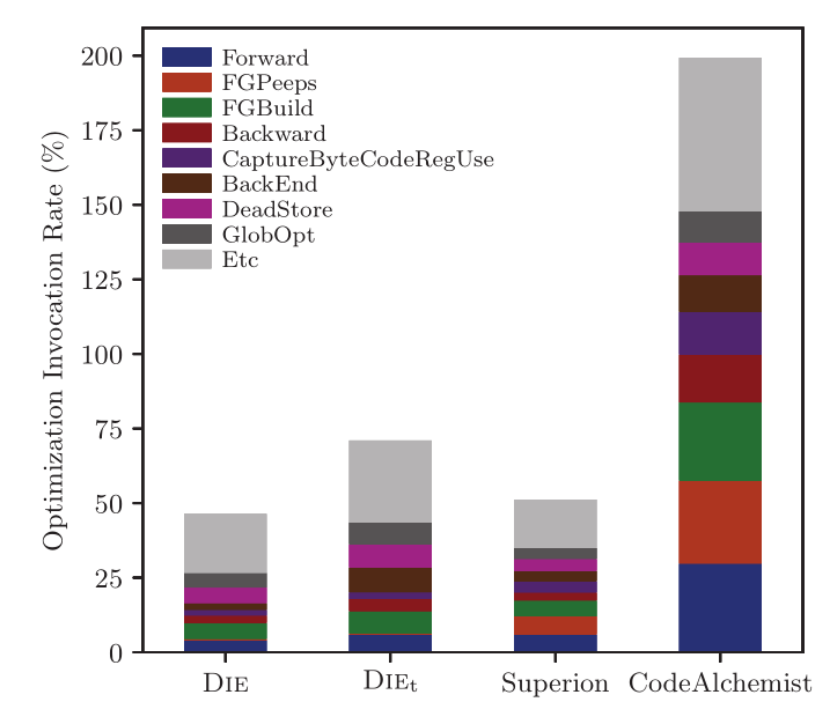 200
175
150
125
100
75
50
25
0
Optimization Invocation Rate (%)
Forward
FGPeeps
FGBuild
Backward
CaptureByteCodeRegUse
BackEnd
DeadStore
GlobOpt
Etc
DIE
DIEt
Superion
CodeAlchemist